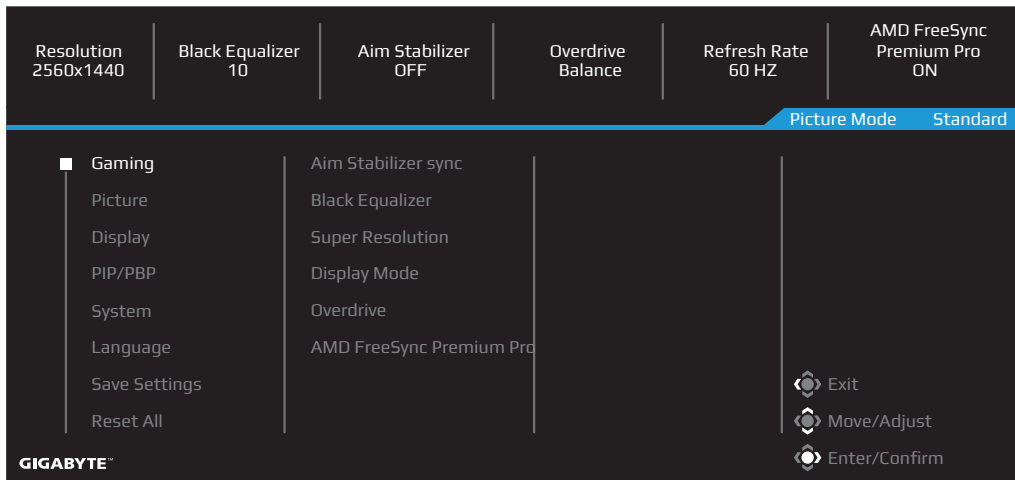 Resolution
2560x1440
Black Equalizer
10
Aim Stabilizer
OFF
Overdrive
Balance
Refresh Rate
60 HZ
AMD FreeSync
Premium Pro
ON
Picture Mode Standard
Gaming
Picture
Display
PIP/PBP
System
Language
Save Settings
Reset All
Aim Stabilizer sync
Black Equalizer
Super Resolution
Display Mode
Overdrive
AMD FreeSync Premium Pro
Exit
Move/Adjust
Enter/Confirm
GIGABYTE™